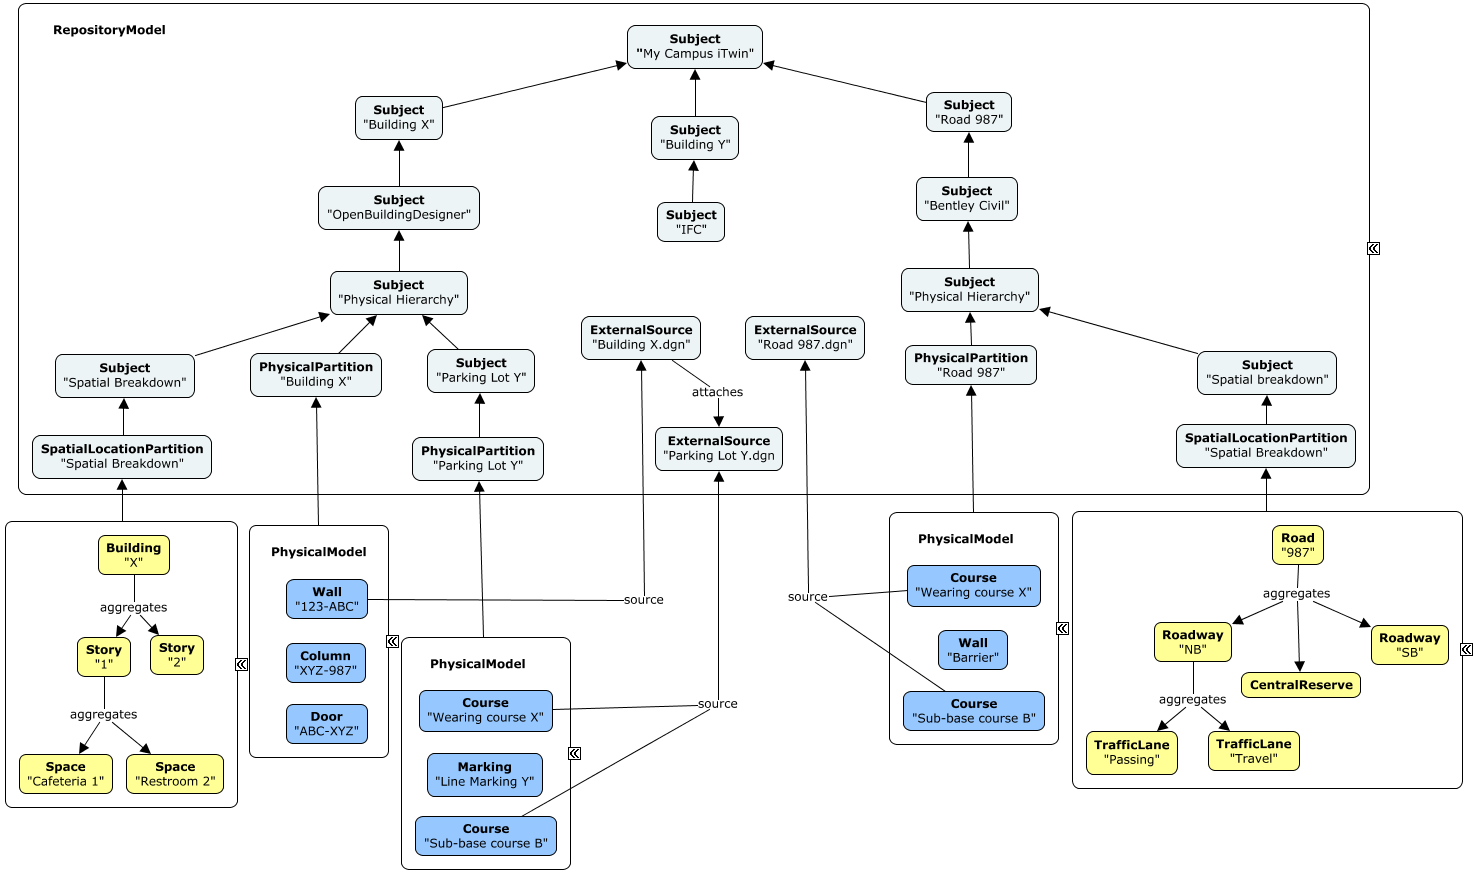 RepositoryModel
Subject
"My Campus iTwin"
Subject
"Building X"
Subject
"Building Y"
Subject
"Road 987"
Subject
"OpenBuildingDesigner"
Subject
"IFC"
Subject
"Bentley Civil"
Subject
"Physical Hierarchy"
Subject
"Physical Hierarchy"
ExternalSource
"Building X.dgn"
ExternalSource
"Road 987.dgn"
Subject
"Spatial Breakdown"
PhysicalPartition
"Building X"
Subject
"Parking Lot Y"
PhysicalPartition
"Road 987"
Subject
"Spatial breakdown"
attaches
SpatialLocationPartition
"Spatial Breakdown"
PhysicalPartition
"Parking Lot Y"
ExternalSource
"Parking Lot Y.dgn
SpatialLocationPartition
"Spatial Breakdown"
Building
"X"
aggregates
Story
"1"
Story
"2"
aggregates
Space
"Cafeteria 1"
Space
"Restroom 2"
PhysicalModel
Wall
"123-ABC"
Column
"XYZ-987"
Door
"ABC-XYZ"
source
PhysicalModel
Course
"Wearing course X"
Marking
"Line Marking Y"
Course
"Sub-base course B"
source
source
PhysicalModel
Course
"Wearing course X"
Wall
"Barrier"
Course
"Sub-base course B"
Road
"987"
aggregates
Roadway
"NB"
Roadway
"SB"
CentralReserve
aggregates
TrafficLane
"Passing"
TrafficLane
"Travel"